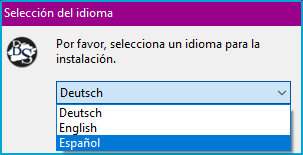 Selección del idioma
Por favor, selecciona un idioma para la
instalación.
Deutsch
Deutsch
English
Español